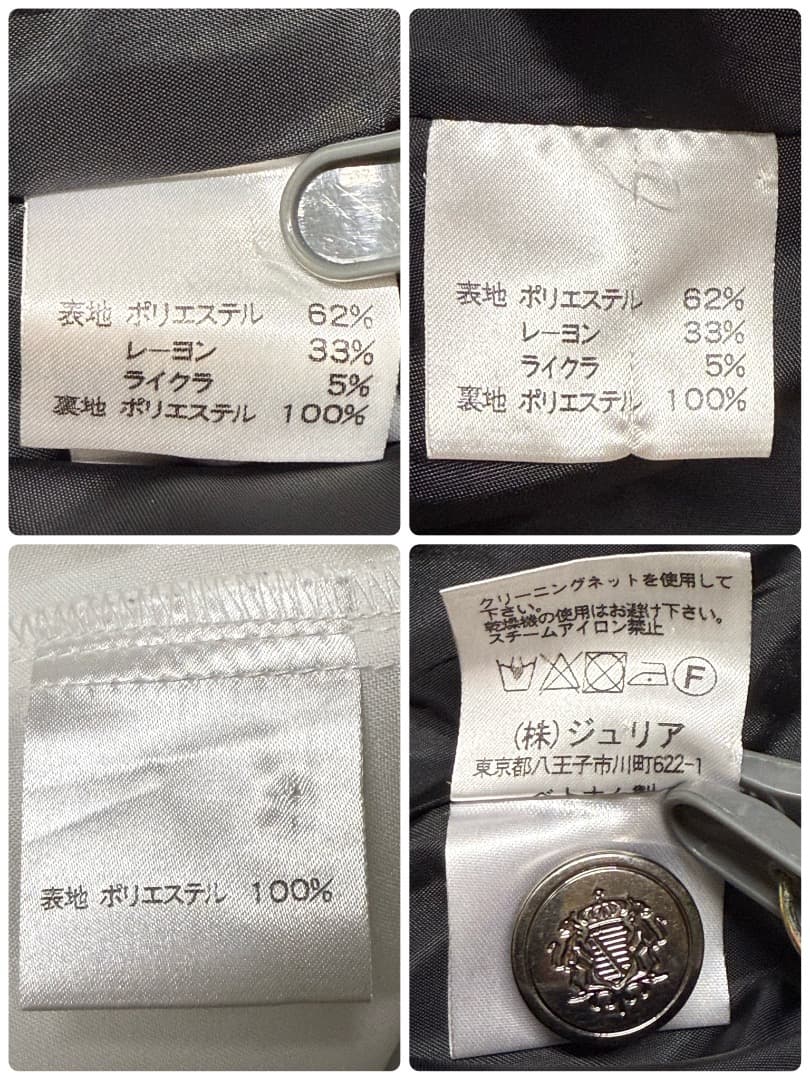 表地 ポリエステル 62%
レーヨン 33%
ライクラ 5%
裏地 ポリエステル 100%
表地 ポリエステル 62%
レーヨン 33%
ライクラ 5%
裏地 ポリエステル 100%
表地 ポリエステル 100%
クリーニングネットを使用して
下さい。
乾燥機の使用はお避け下さい。
スチームアイロン禁止
F
(株)ジュリア
東京都八王子市川町622-1
ベトナム製